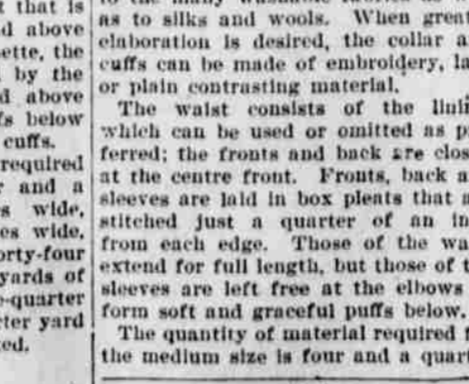 t that is
d above
ette, the
by the
d above
fs below
cuffs.
required
r and a
s wide,
es wide,
orty-four
yards of
-quarter
rter yard
ted.
as to silks and wools. When great
elaboration is desired, the collar a
cuffs can be made of embroidery, la
or plain contrasting material.
The waist consists of the lini
which can be used or omitted as p
ferred; the fronts and back are clos
at the centre front. Fronts, back a
sleeves are laid in box pleats that a
stitched just a quarter of an in
from each edge. Those of the wa
extend for full length, but those of t
sleeves are left free at the elbows
form soft and graceful puffs below.
The quantity of material required f
the medium size is four and a quart